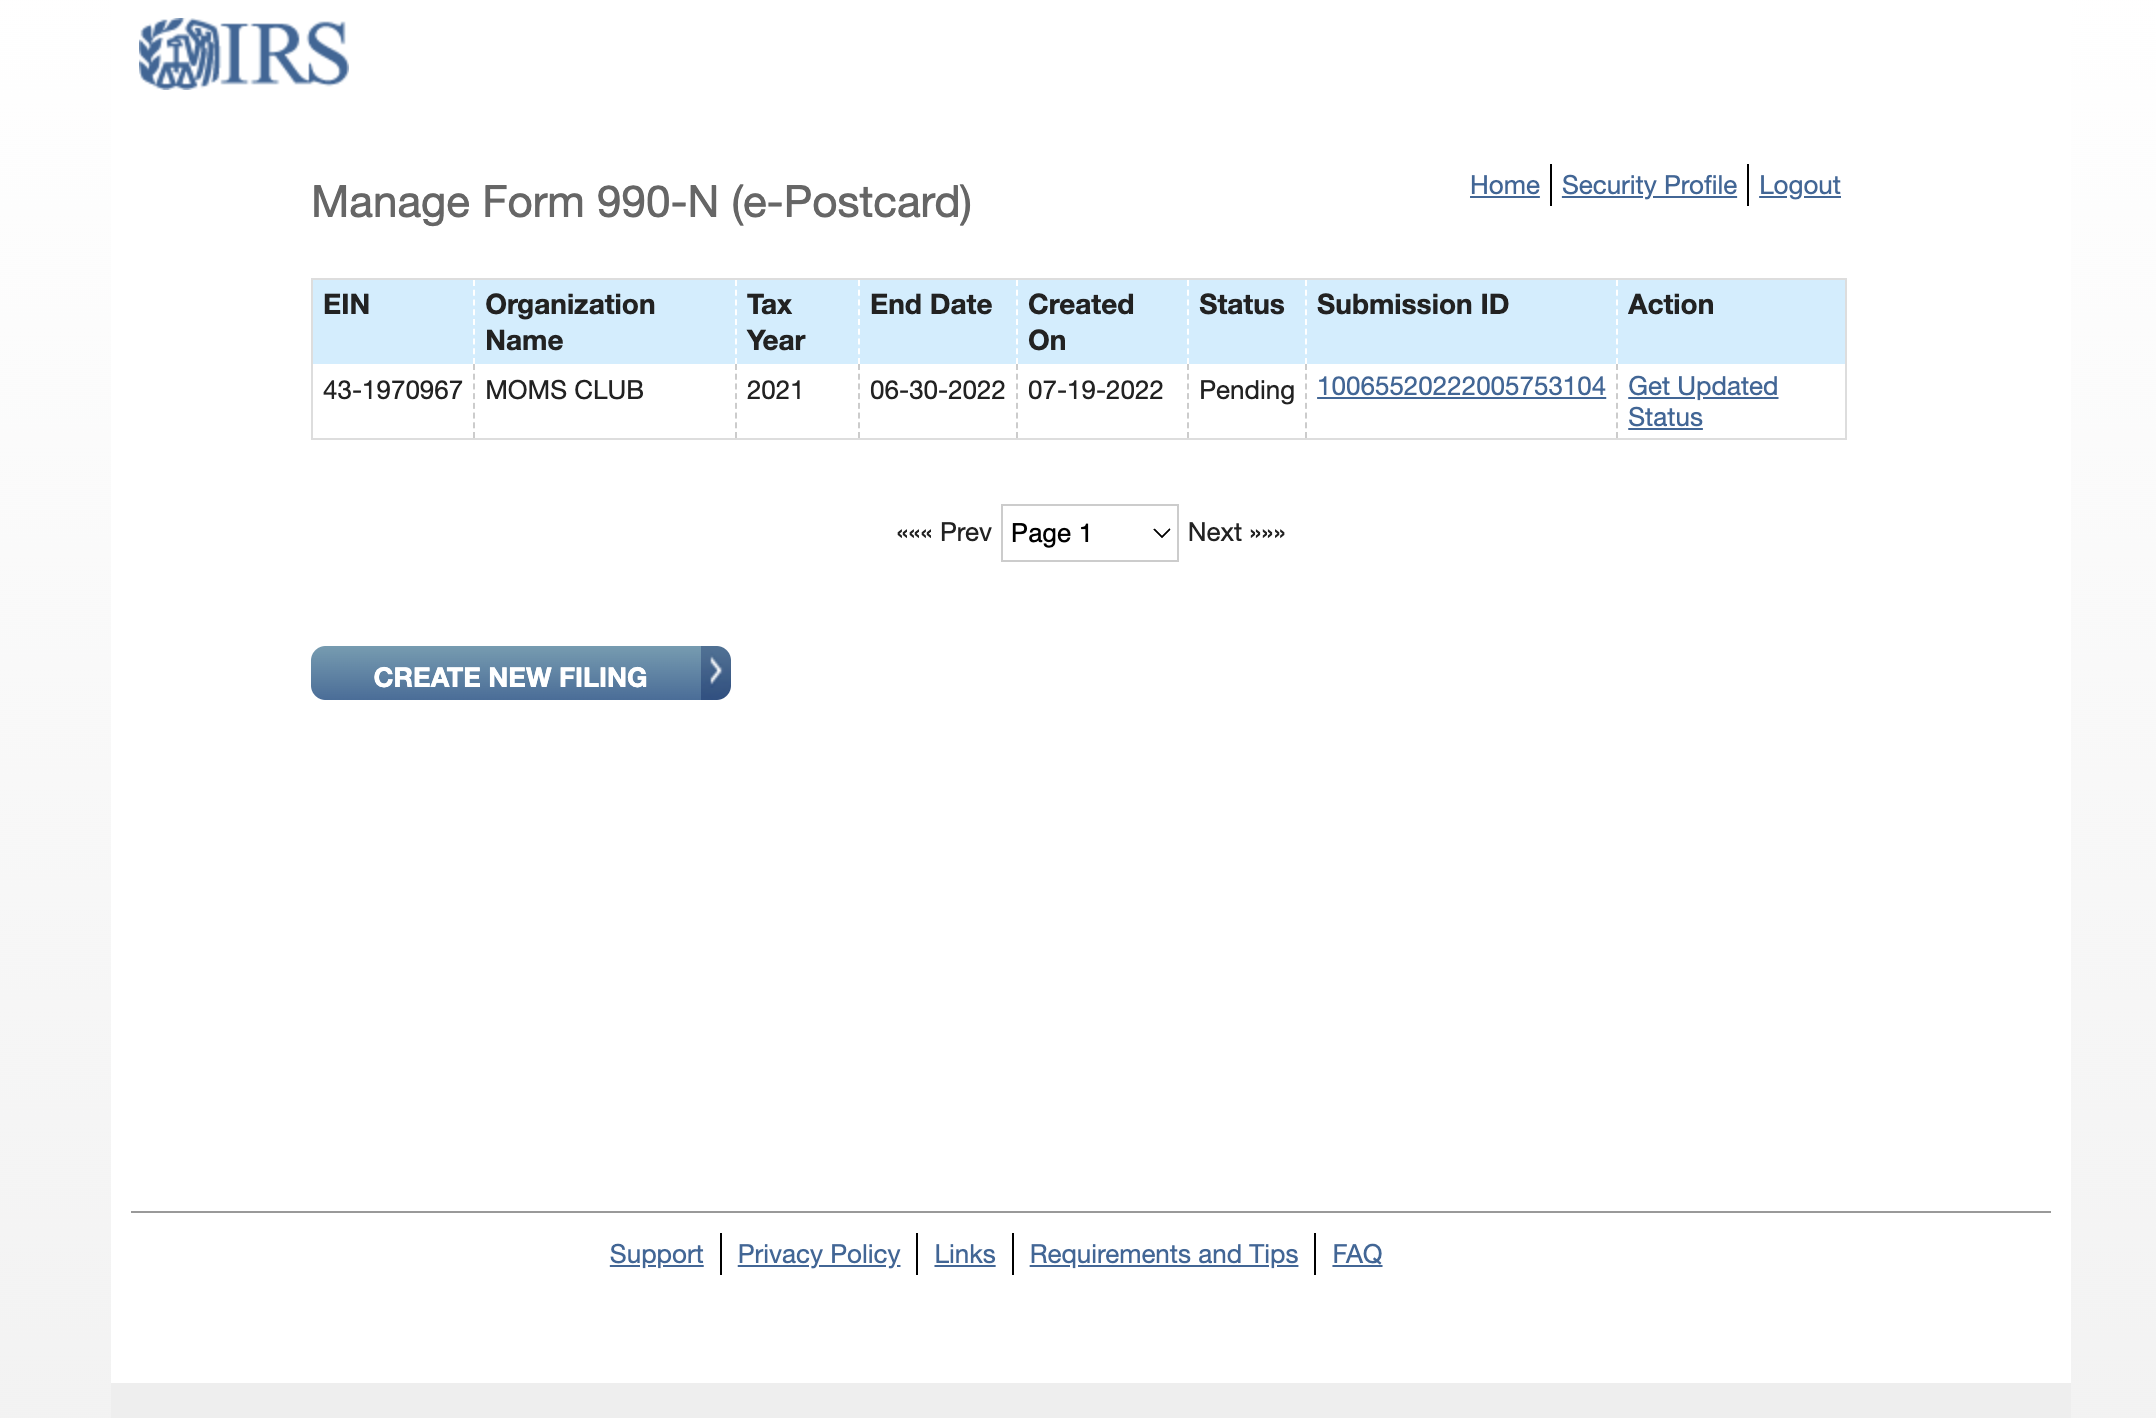 IRS
Manage Form 990-N (e-Postcard)
Home Security Profile Logout
EIN Organization Name Tax Year End Date Created On Status Submission ID Action
43-1970967 MOMS CLUB 2021 06-30-2022 07-19-2022 Pending 10065520222005753104 Get Updated Status
««« Prev Page 1 Next »»»
CREATE NEW FILING
Support Privacy Policy Links Requirements and Tips FAQ